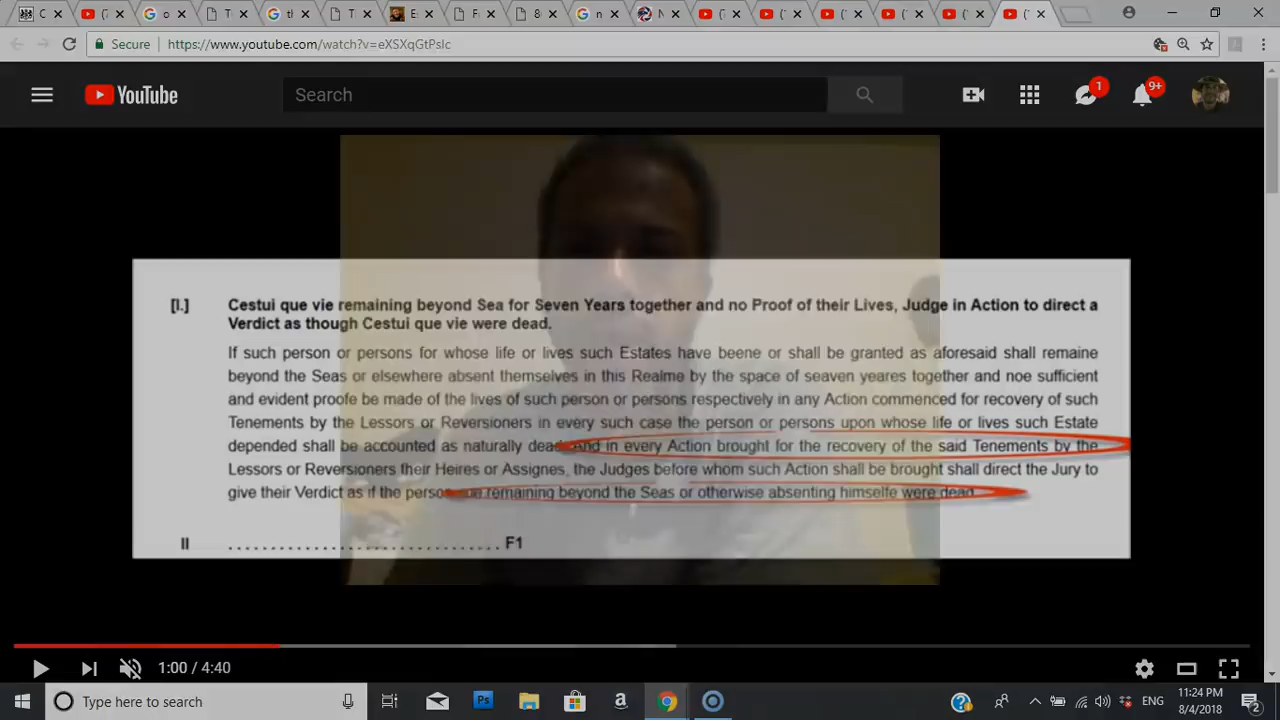 Secure
https://www.youtube.com/watch?v=eXSXqGtPslc
YouTube
Search
1
9+
[I.] Cestui que vie remaining beyond Sea for Seven Years together and no Proof of their Lives, Judge in Action to direct a
Verdict as though Cestui que vie were dead.
If such person or persons for whose life or lives such Estates have beene or shall be granted as aforesaid shall remaine
beyond the Seas or elsewhere absent themselves in this Realme by the space of seaven yeares together and noe sufficient
and evident proofe be made of the lives of such person or persons respectively in any Action commenced for recovery of such
Tenements by the Lessors or Reversioners in every such case the person or persons upon whose life or lives such Estate
depended shall be accounted as naturally dead And in every Action brought for the recovery of the said Tenements by the
Lessors or Reversioners their Heires or Assignes, the Judges before whom such Action shall be brought shall direct the Jury to
give their Verdict as if the person remaining beyond the Seas or otherwise absenting himselfe were dead
II .............................. F1
1:00 / 4:40
Type here to search
Ps
a
ENG
11:24 PM
8/4/2018
2